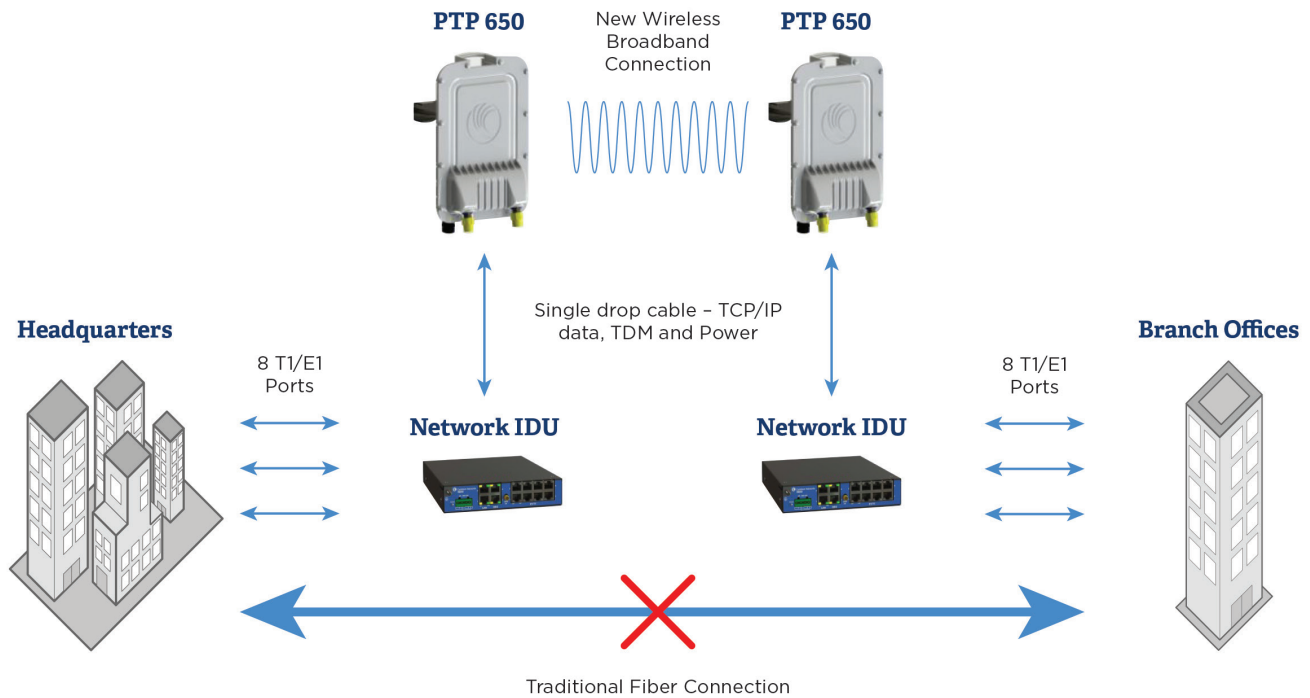 PTP 650
New Wireless
Broadband
Connection
PTP 650
Single drop cable – TCP/IP
data, TDM and Power
Headquarters
8 T1/E1
Ports
Network IDU
Network IDU
8 T1/E1
Ports
Branch Offices
Traditional Fiber Connection